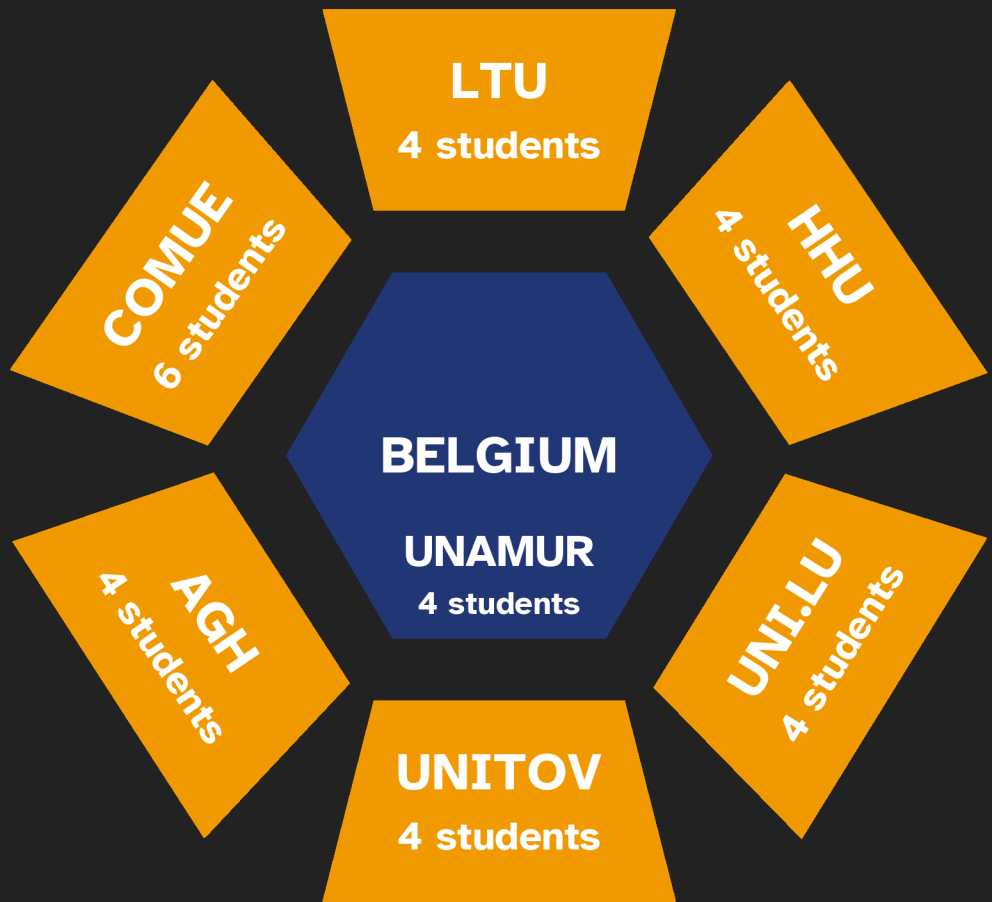 LTU
4 students
COMUE
6 students
HHU
4 students
BELGIUM
UNAMUR
4 students
AGH
4 students
UNI.LU
4 students
UNITOV
4 students